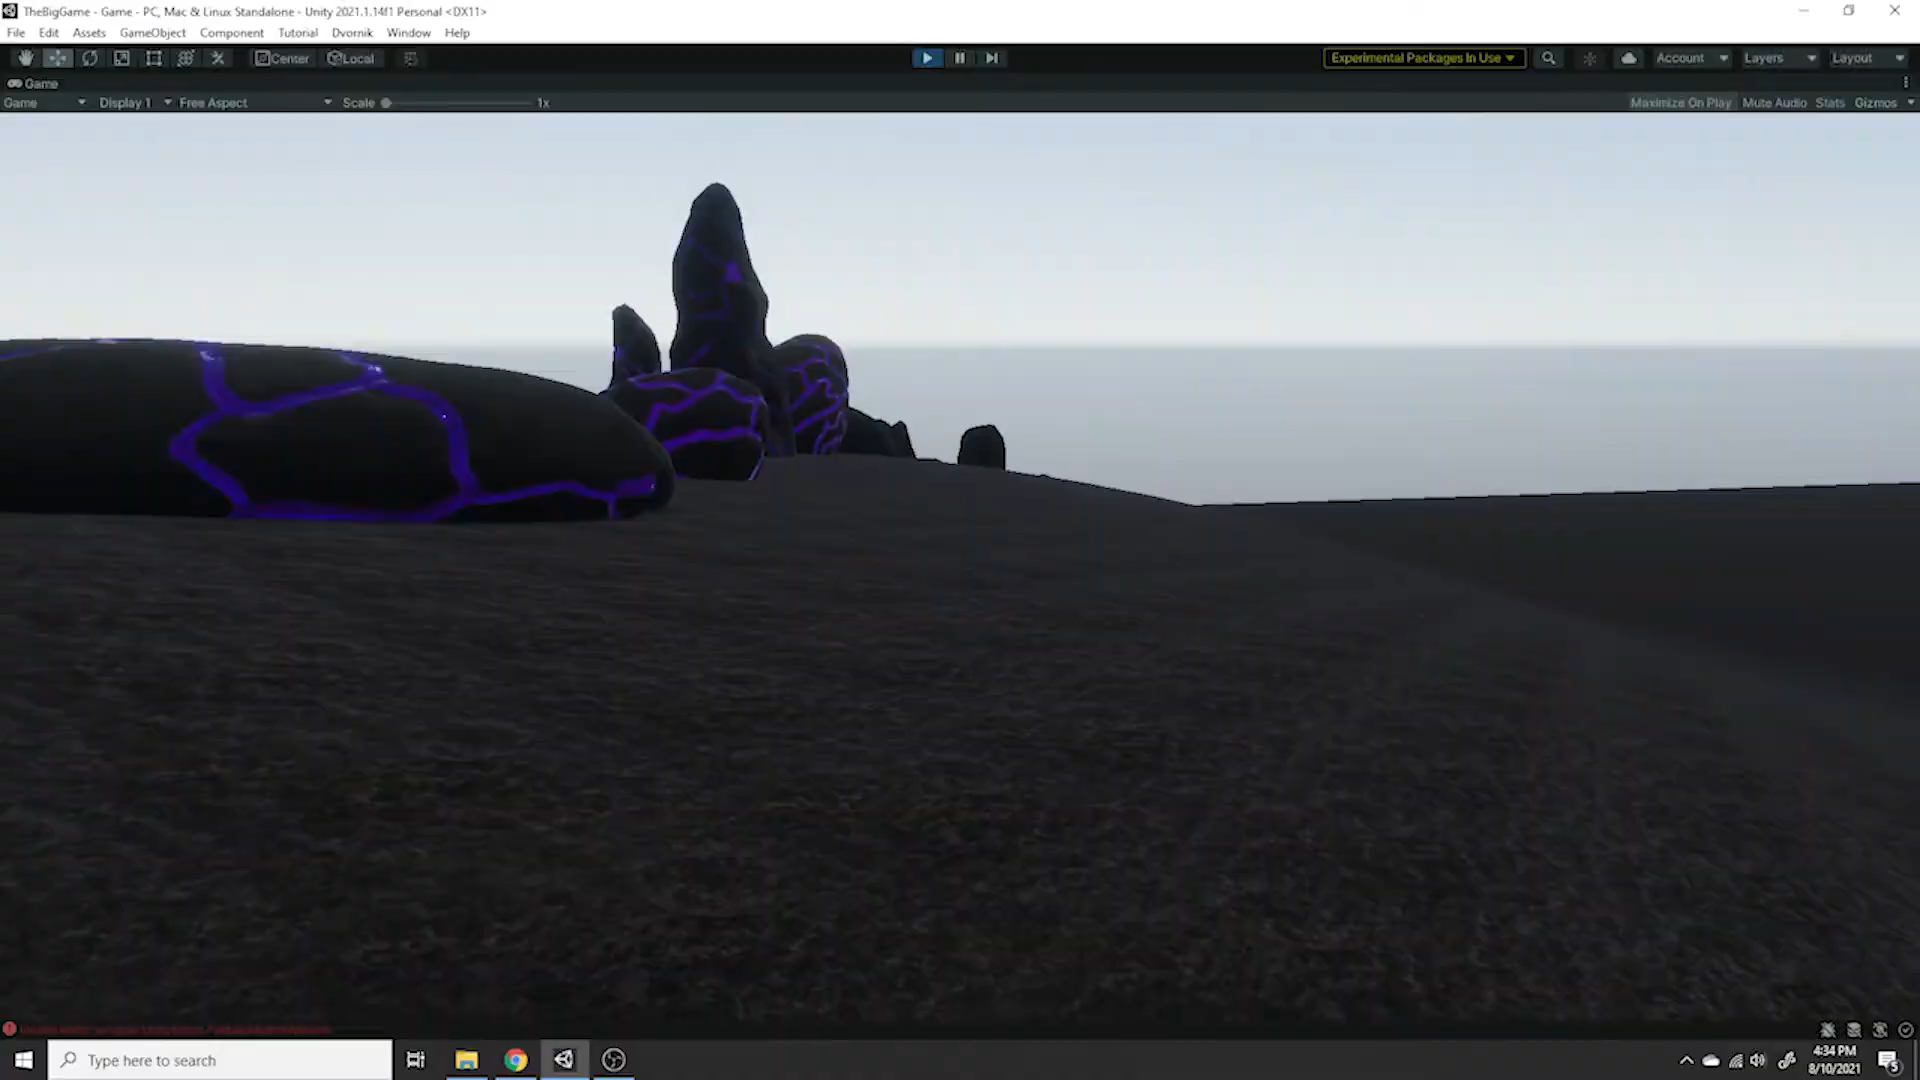 TheBigGame - Game - PC, Mac & Linux Standalone - Unity 2021.1.14f1 Personal <DX11>
File Edit Assets GameObject Component Tutorial Dvornik Window Help
Center Local Experimental Packages In Use Account Layers Layout
Game
Game Display 1 Free Aspect Scale 1x Maximize On Play Mute Audio Stats Gizmos
Type here to search
4:34 PM
8/10/2021
5